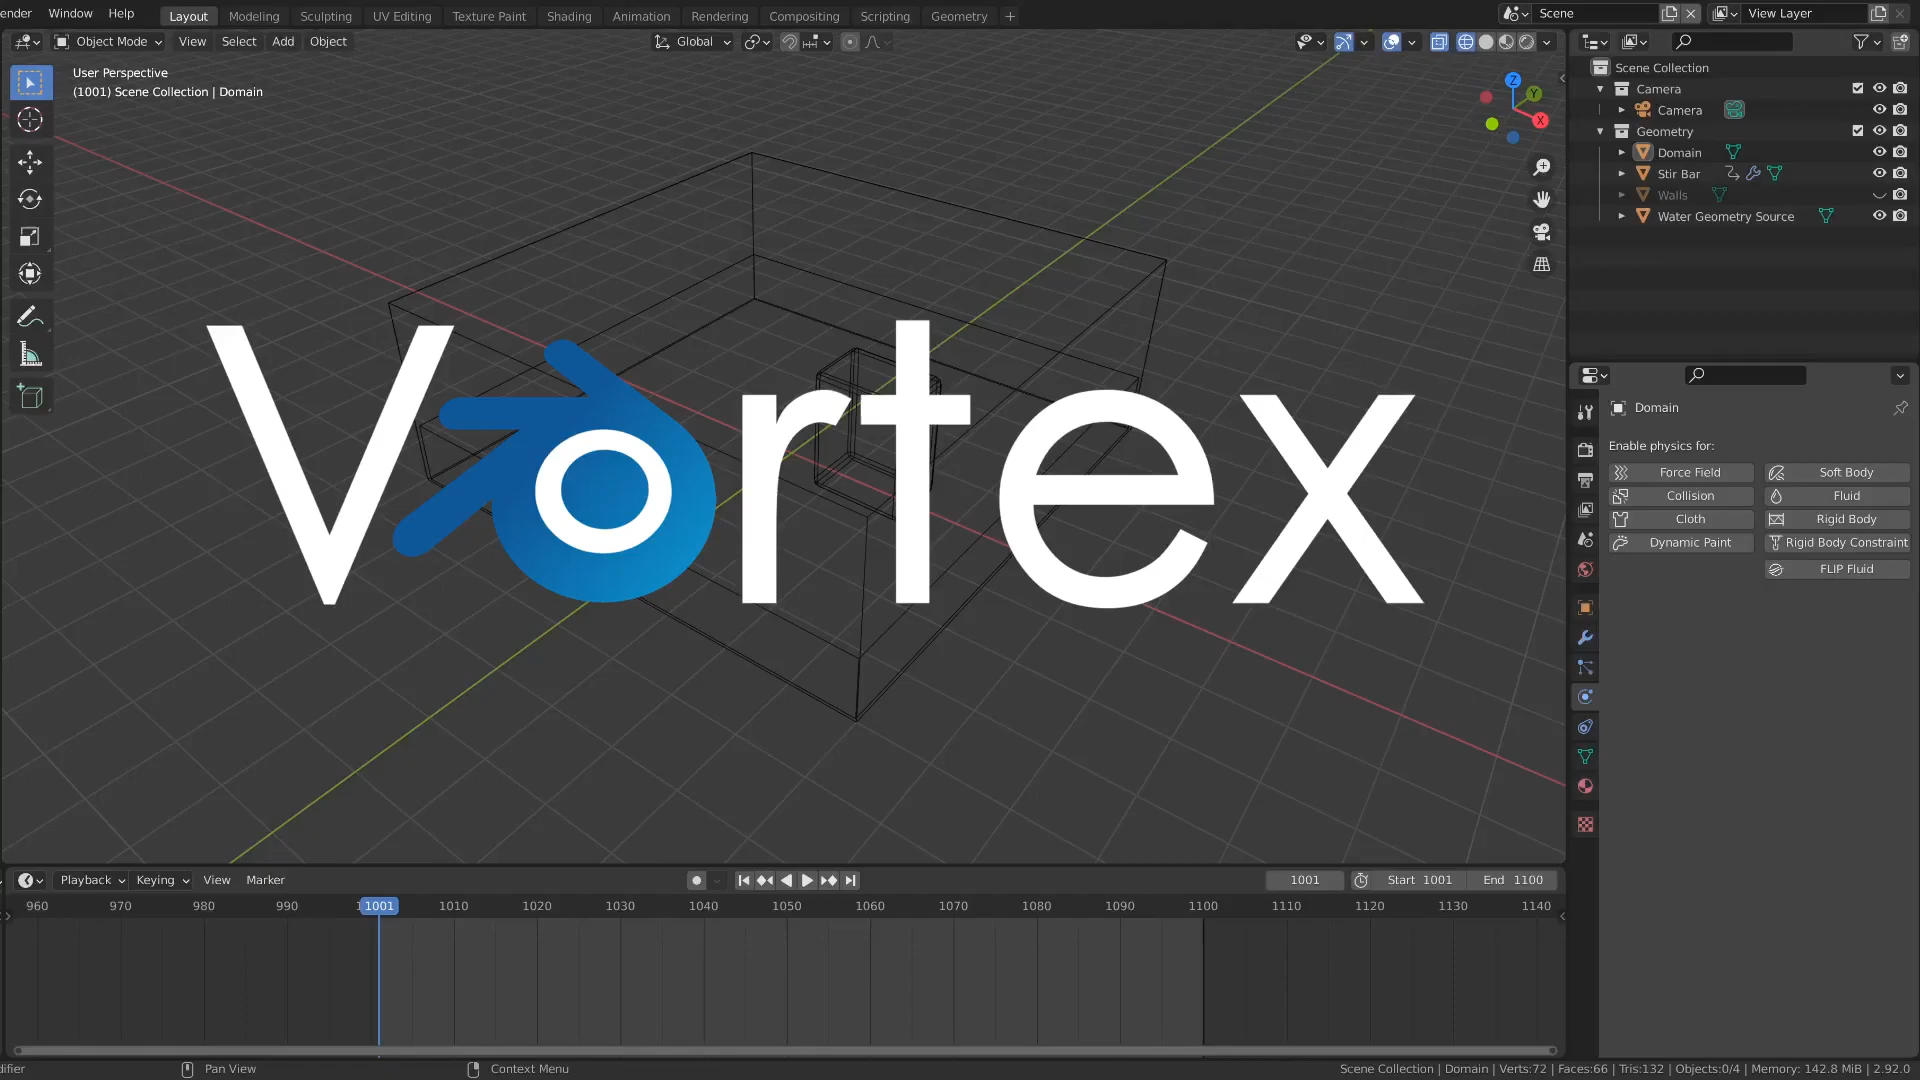 ender Window Help Layout Modeling Sculpting UV Editing Texture Paint Shading Animation Rendering Compositing Scripting Geometry + Scene View Layer
Object Mode View Select Add Object Global
User Perspective
(1001) Scene Collection | Domain
Z
Y
X
Scene Collection
Camera
Camera
Geometry
Domain
Stir Bar
Walls
Water Geometry Source
Vortex
Domain
Enable physics for:
Force Field Soft Body
Collision Fluid
Cloth Rigid Body
Dynamic Paint Rigid Body Constraint
FLIP Fluid
Playback Keying View Marker 1001 Start 1001 End 1100
960 970 980 990 1001 1010 1020 1030 1040 1050 1060 1070 1080 1090 1100 1110 1120 1130 1140
difier Pan View Context Menu Scene Collection | Domain | Verts:72 | Faces:66 | Tris:132 | Objects:0/4 | Memory: 142.8 MiB | 2.92.0